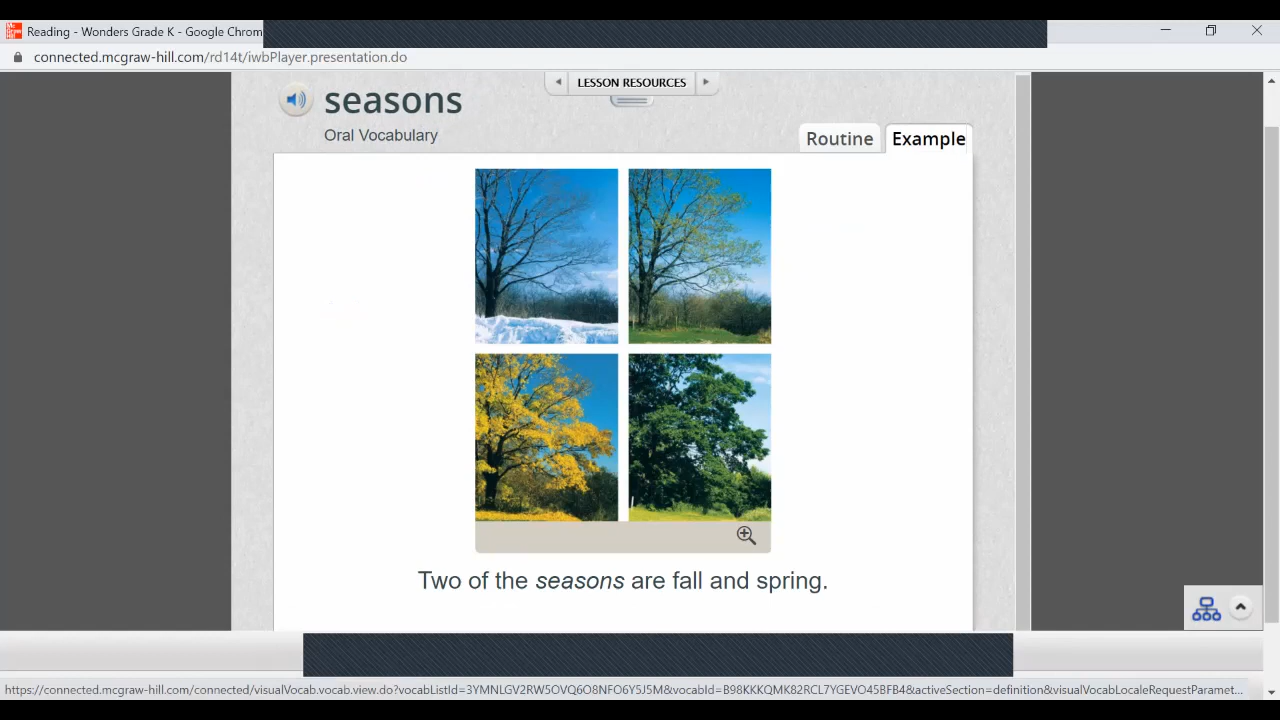 Reading - Wonders Grade K - Google Chrom
connected.mcgraw-hill.com/rd14t/iwbPlayer.presentation.do
LESSON RESOURCES
seasons
Oral Vocabulary
Routine
Example
Two of the seasons are fall and spring.
https://connected.mcgraw-hill.com/connected/visualVocab.vocab.view.do?vocabListId=3YMNLGV2RW5OVQ6O8NFO6Y5J5M&vocabId=B98KKKQMK82RCL7YGEVO45BFB4&activeSection=definition&visualVocabLocaleRequestParamet...